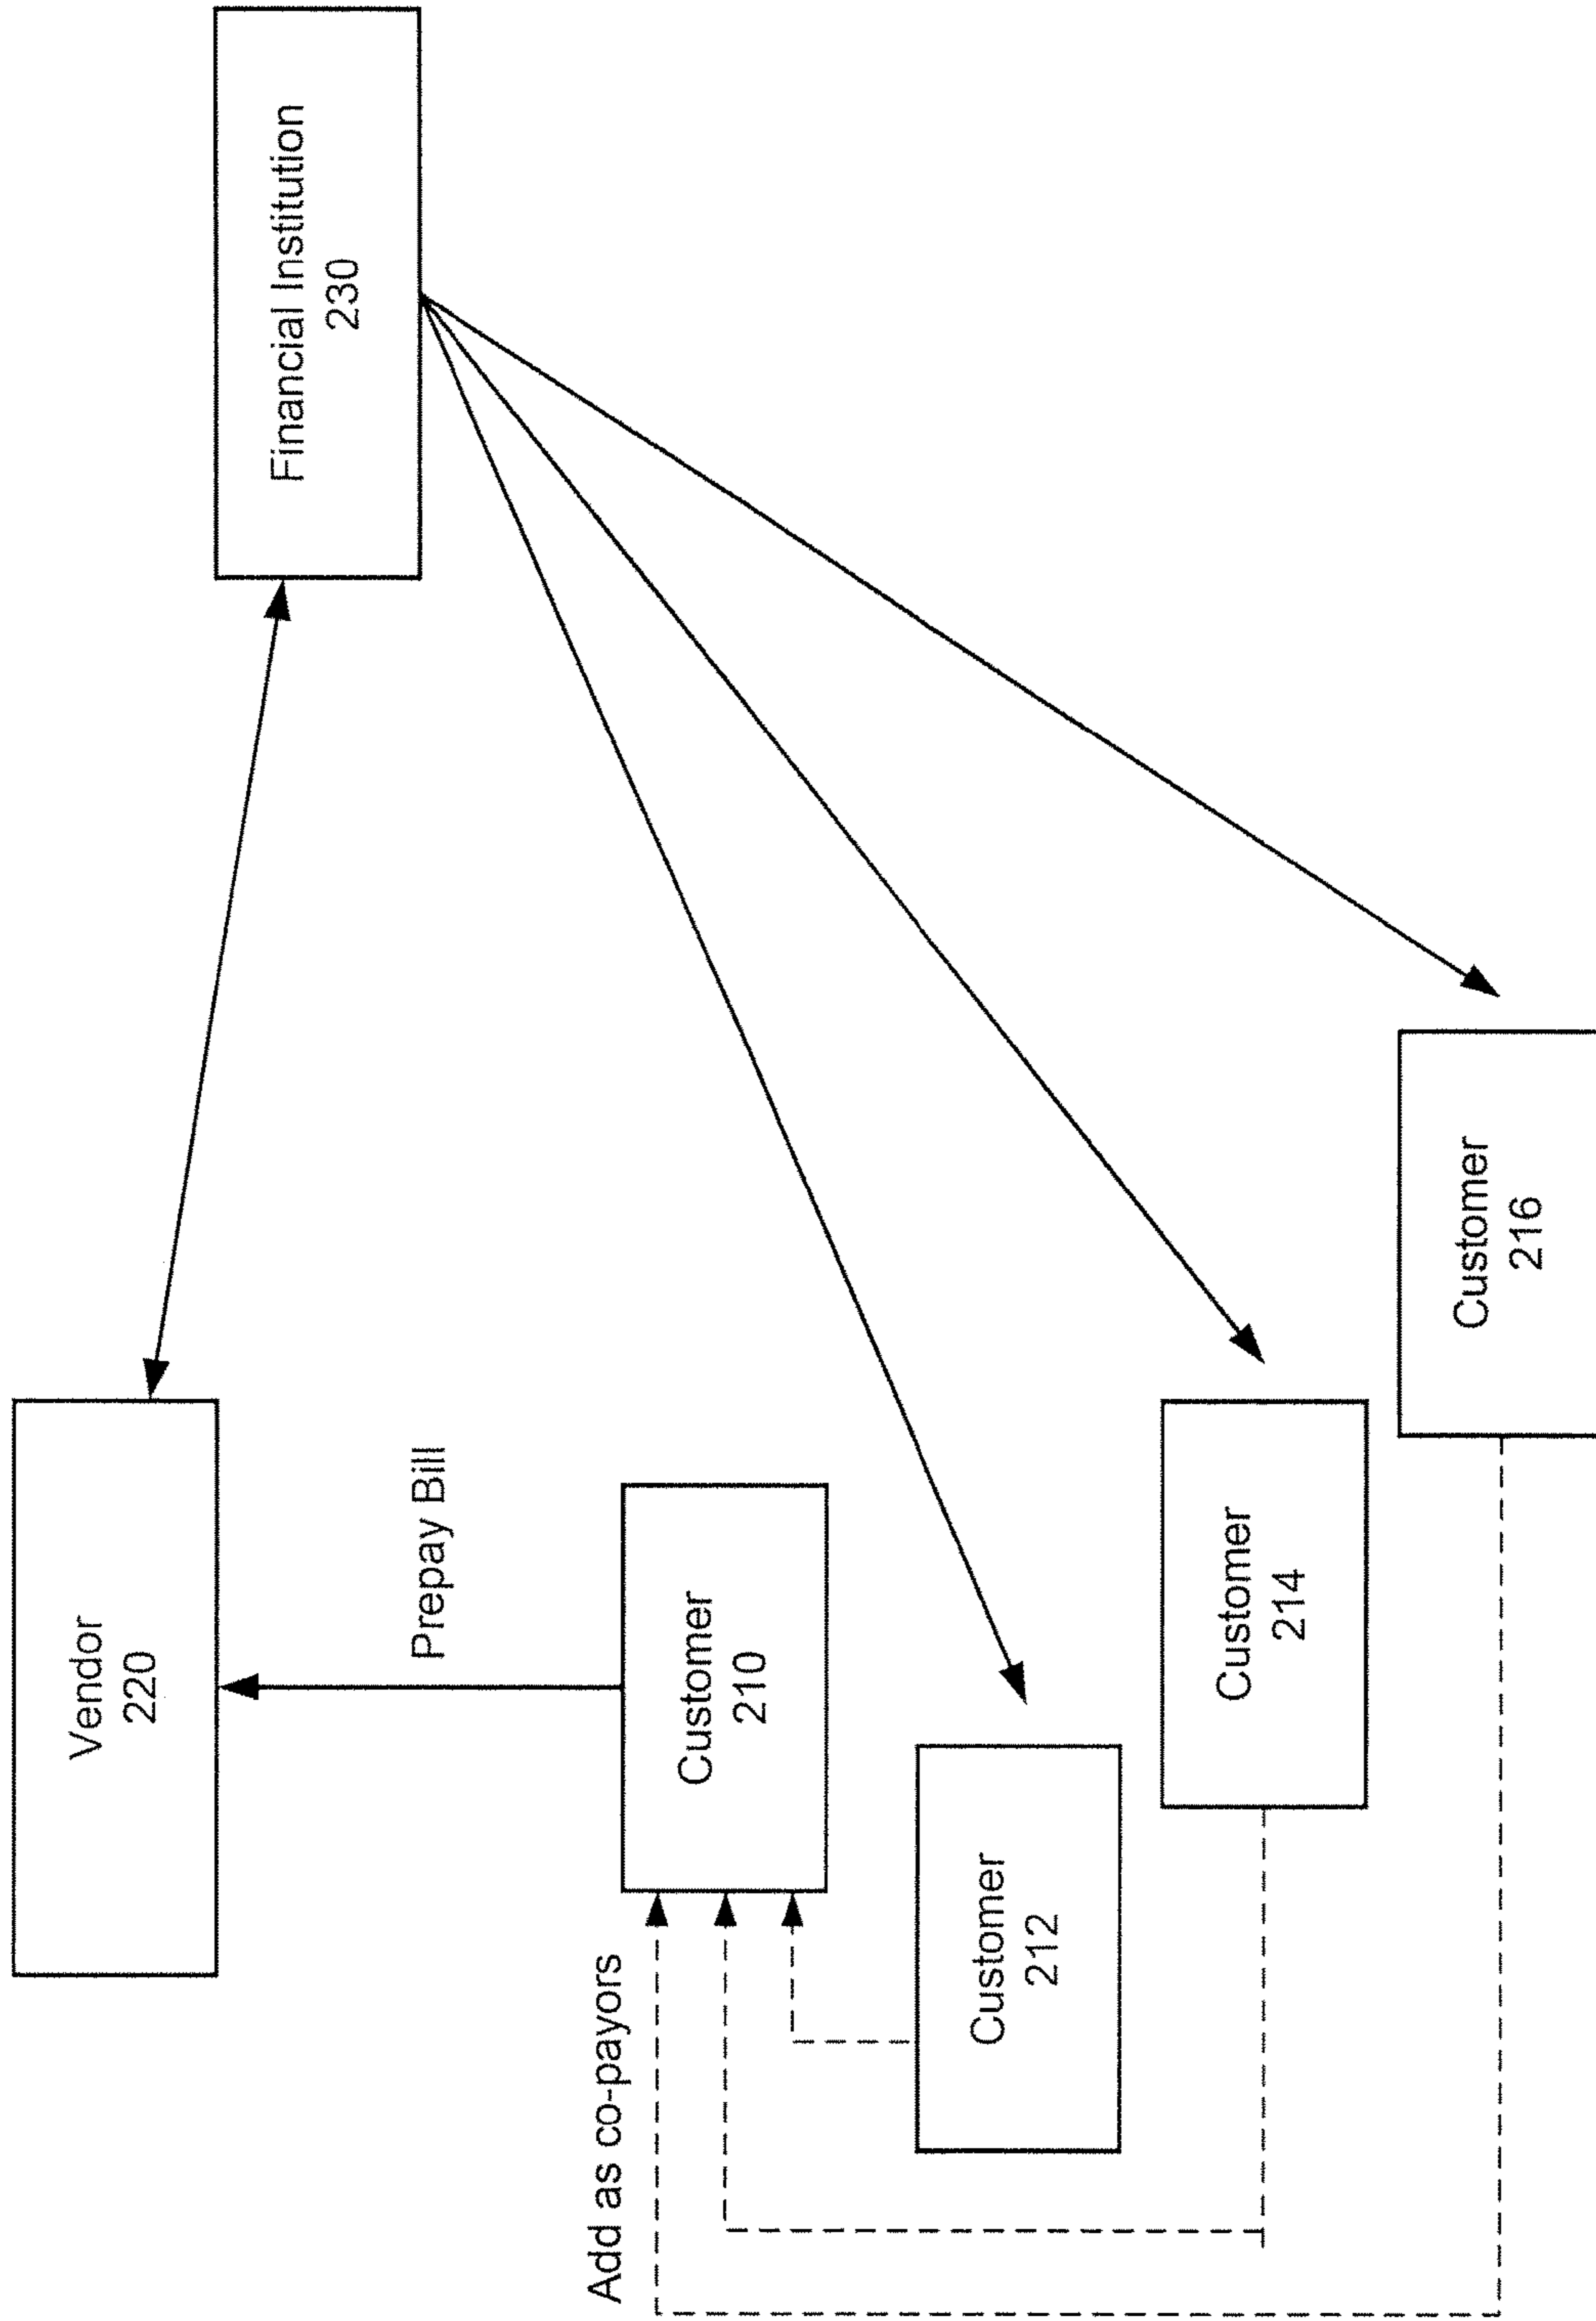 Vendor
220
Financial Institution
230
Prepay Bill
Add as co-payors
Customer
210
Customer
212
Customer
214
Customer
216